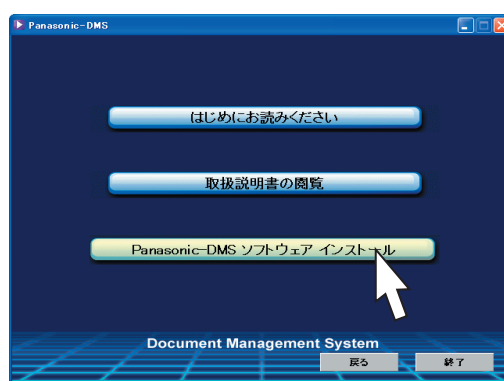 Panasonic-DMS
はじめにお読みください
取扱説明書の閲覧
Panasonic-DMS ソフトウェア インストール
Document Management System
戻る
終了